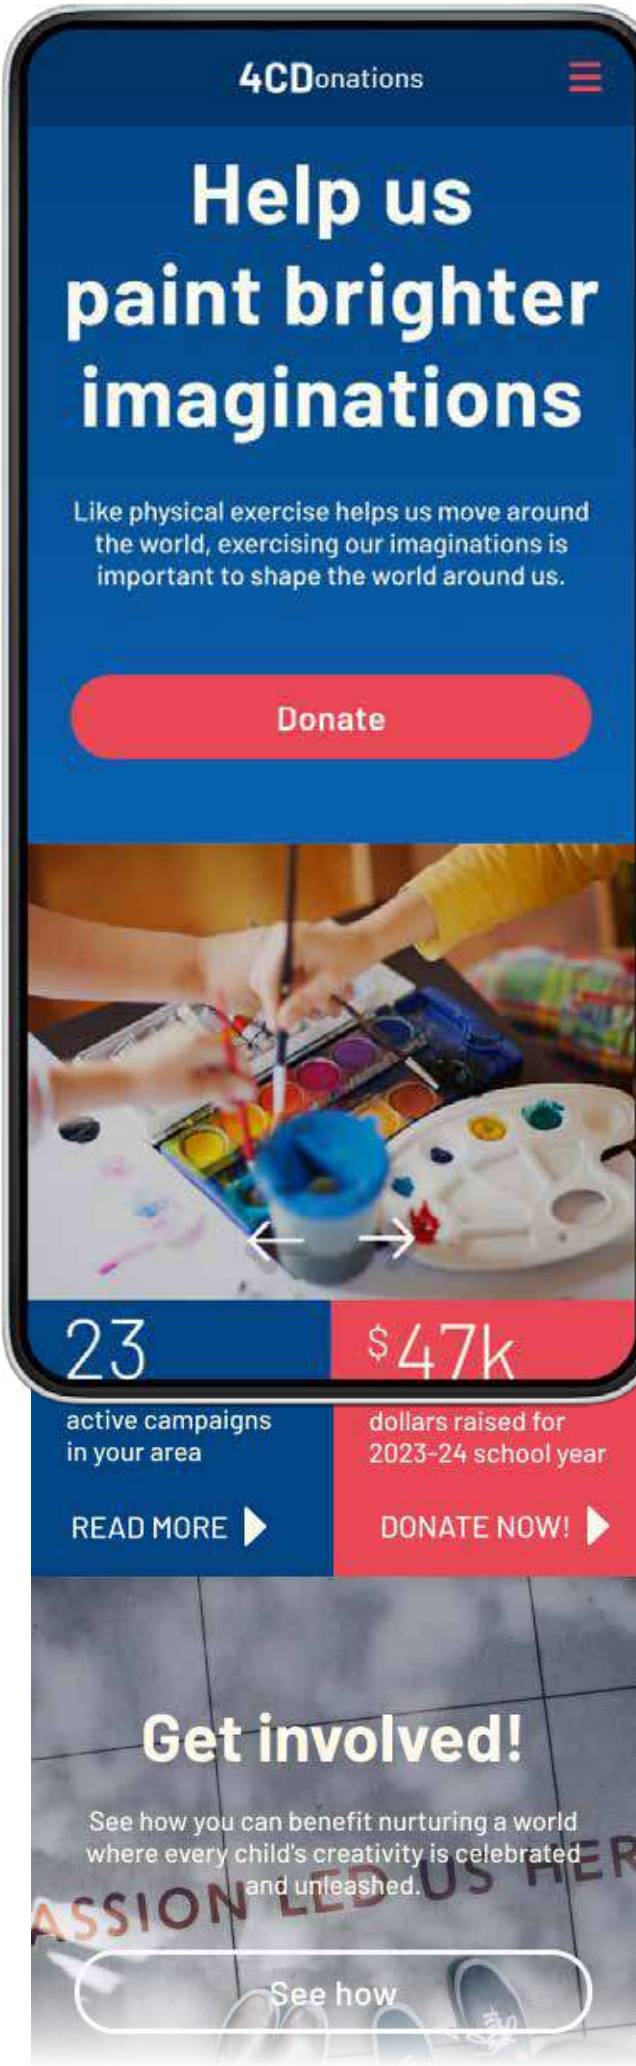 4CDonations
Help us
paint brighter
imaginations
Like physical exercise helps us move around
the world, exercising our imaginations is
important to shape the world around us.
Donate
23
active campaigns
in your area
READ MORE
$47k
dollars raised for
2023-24 school year
DONATE NOW!
Get involved!
See how you can benefit nurturing a world
where every child's creativity is celebrated
and unleashed.
ASSION LED US HER
See how